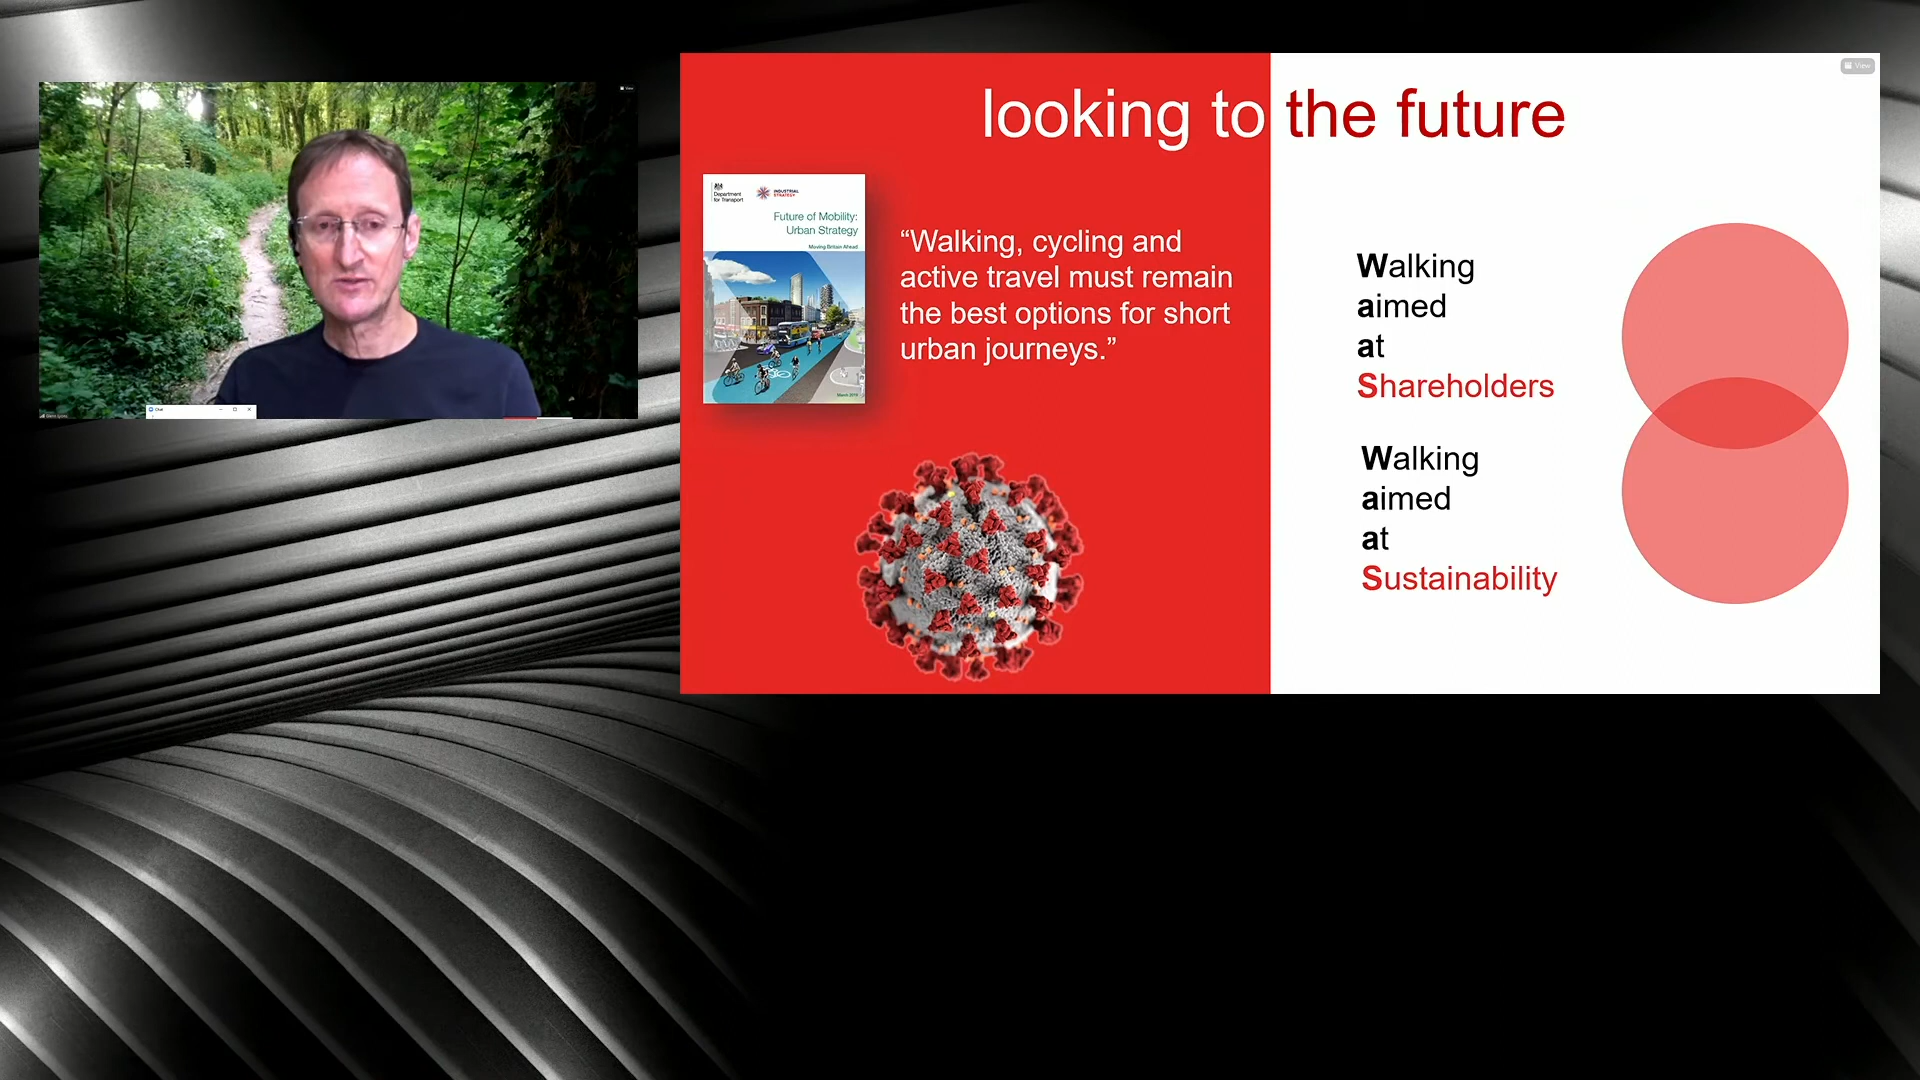 View
Chat
looking to the future
View
Department
for Transport
INDUSTRIAL
STRATEGY
Future of Mobility:
Urban Strategy
Moving Britain Ahead
March 2019
“Walking, cycling and
active travel must remain
the best options for short
urban journeys.”
Walking
aimed
at
Shareholders
Walking
aimed
at
Sustainability